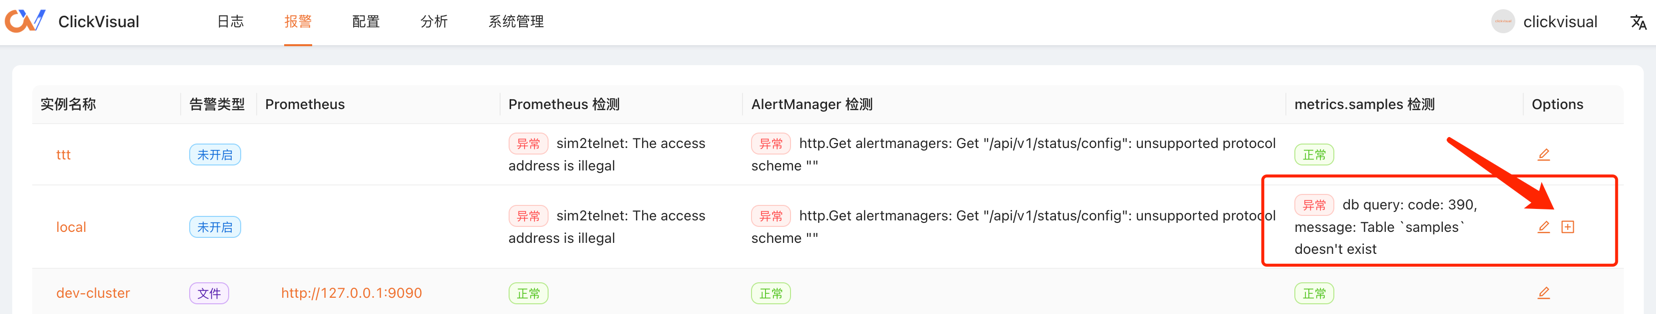 ClickVisual 日志 报警 配置 分析 系统管理 clickvisual
实例名称 告警类型 Prometheus Prometheus 检测 AlertManager 检测 metrics.samples 检测 Options
ttt 未开启 异常 sim2telnet: The access address is illegal 异常 http.Get alertmanagers: Get "/api/v1/status/config": unsupported protocol scheme "" 正常
local 未开启 异常 sim2telnet: The access address is illegal 异常 http.Get alertmanagers: Get "/api/v1/status/config": unsupported protocol scheme "" 异常 db query: code: 390, message: Table `samples` doesn't exist
dev-cluster 文件 http://127.0.0.1:9090 正常 正常 正常